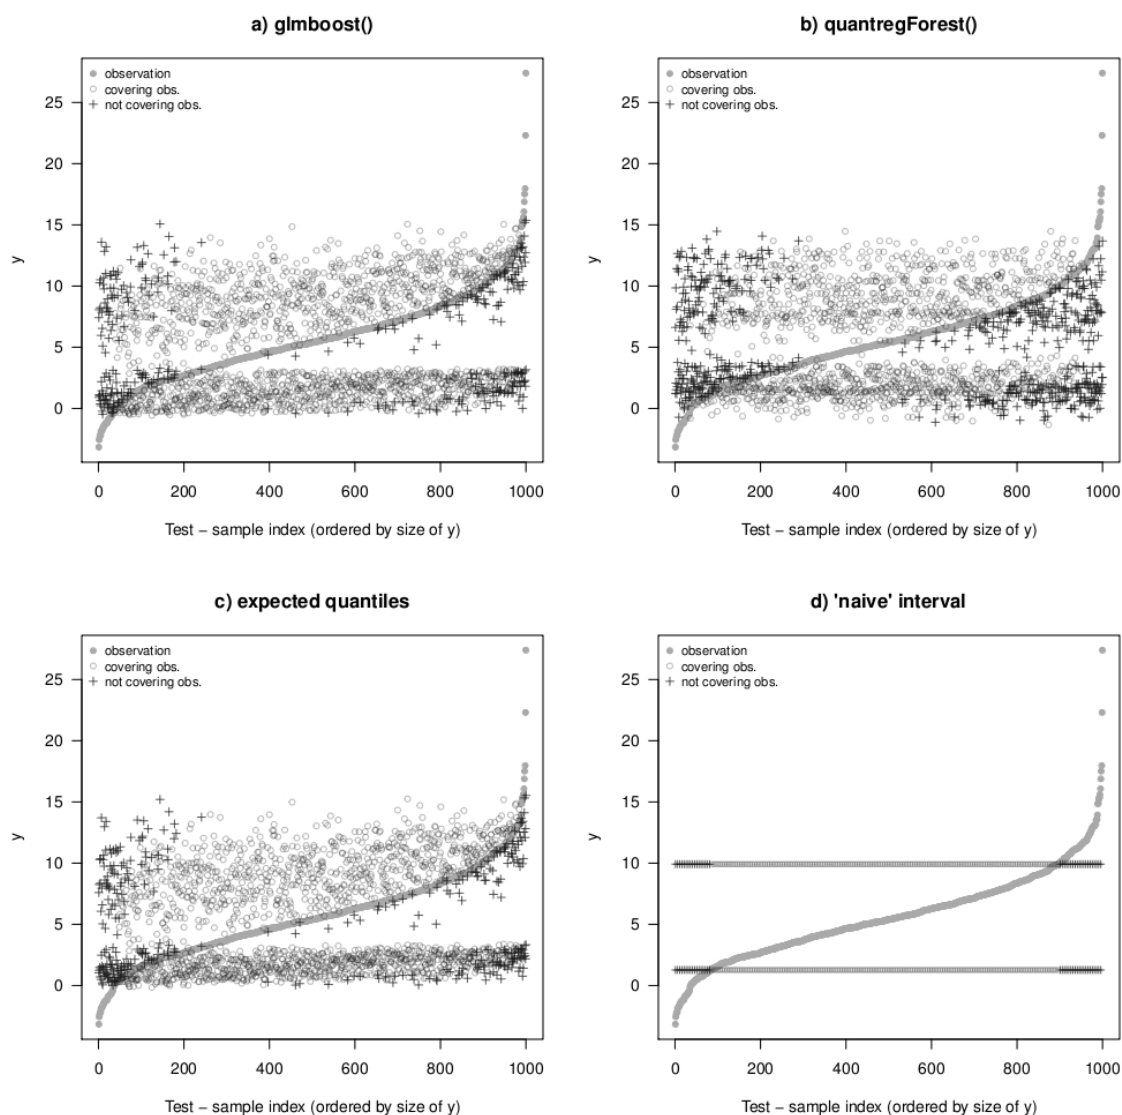 a) glmboost()
observation
covering obs.
not covering obs.
y
25
20
15
10
5
0
0 200 400 600 800 1000
Test – sample index (ordered by size of y)
b) quantregForest()
observation
covering obs.
not covering obs.
y
25
20
15
10
5
0
0 200 400 600 800 1000
Test – sample index (ordered by size of y)
c) expected quantiles
observation
covering obs.
not covering obs.
y
25
20
15
10
5
0
0 200 400 600 800 1000
Test – sample index (ordered by size of y)
d) 'naive' interval
observation
covering obs.
not covering obs.
y
25
20
15
10
5
0
0 200 400 600 800 1000
Test – sample index (ordered by size of y)